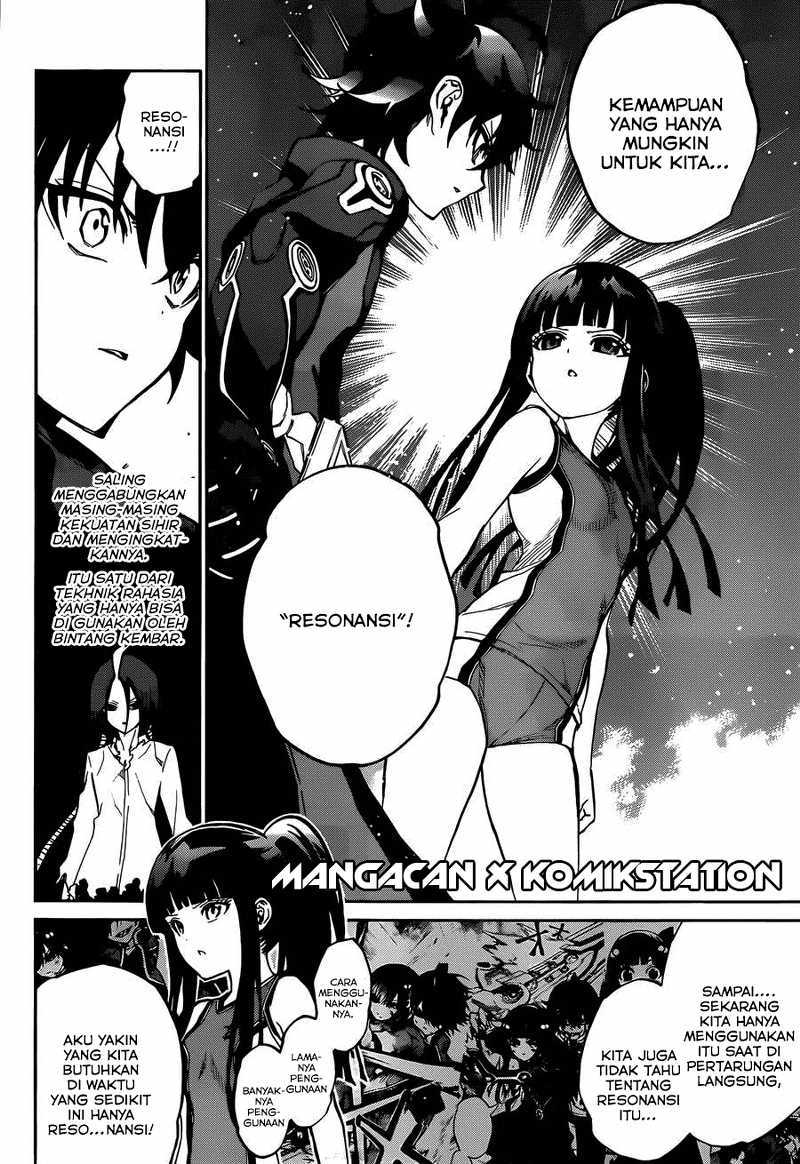 KEMAMPUAN
YANG HANYA
MUNGKIN
UNTUK KITA...
"RESONANSI"!
RESO-
NANSI
...!!
SALING
MENGGABUNGKAN
MASING-MASING
KEKUATAN SIHIR
DAN MENGINGKAT-
KANNYA.
ITU SATU DARI
TEKHNIK RAHASIA
YANG HANYA BISA
DI GUNAKAN OLEH
BINTANG KEMBAR.
MANGACAN X KOMIKSTATION
SAMPAI....
SEKARANG
KITA HANYA
MENGGUNAKAN
ITU SAAT DI
PERTARUNGAN
LANGSUNG,
KITA JUGA
TIDAK TAHU
TENTANG
RESONANSI
ITU...
CARA
MENGGU-
NAKANNYA.
LAMA-
NYA
PENG-
GUNAAN
BANYAK-
NYA
PENG-
GUNAAN
AKU YAKIN
YANG KITA
BUTUHKAN
DI WAKTU
YANG SEDIKIT
INI HANYA
RESO...NANSI!